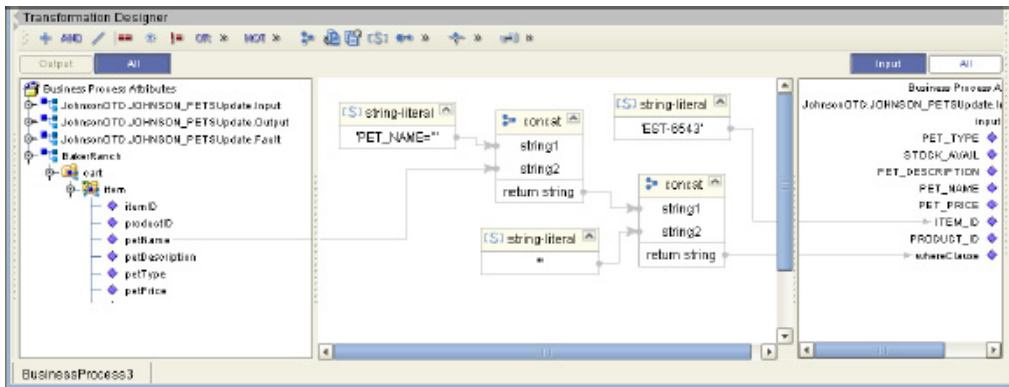 Transformation Designer
AND
OR
NOT
Output
All
Input
All
Business Process Attributes
JohnsonOTD.JOHNSON_PETSUpdate.Input
JohnsonOTD.JOHNSON_PETSUpdate.Output
JohnsonOTD.JOHNSON_PETSUpdate.Fault
BakerRanch
cart
item
itemID
productID
petName
petDescription
petType
petPrice
string-literal
'PET_NAME="'
concat
string1
string2
return string
string-literal
'EST-6543'
concat
string1
string2
return string
string-literal
Business Process A
JohnsonOTD.JOHNSON_PETSUpdate.In
input
PET_TYPE
STOCK_AVAIL
PET_DESCRIPTION
PET_NAME
PET_PRICE
ITEM_ID
PRODUCT_ID
whereClause
BusinessProcess3